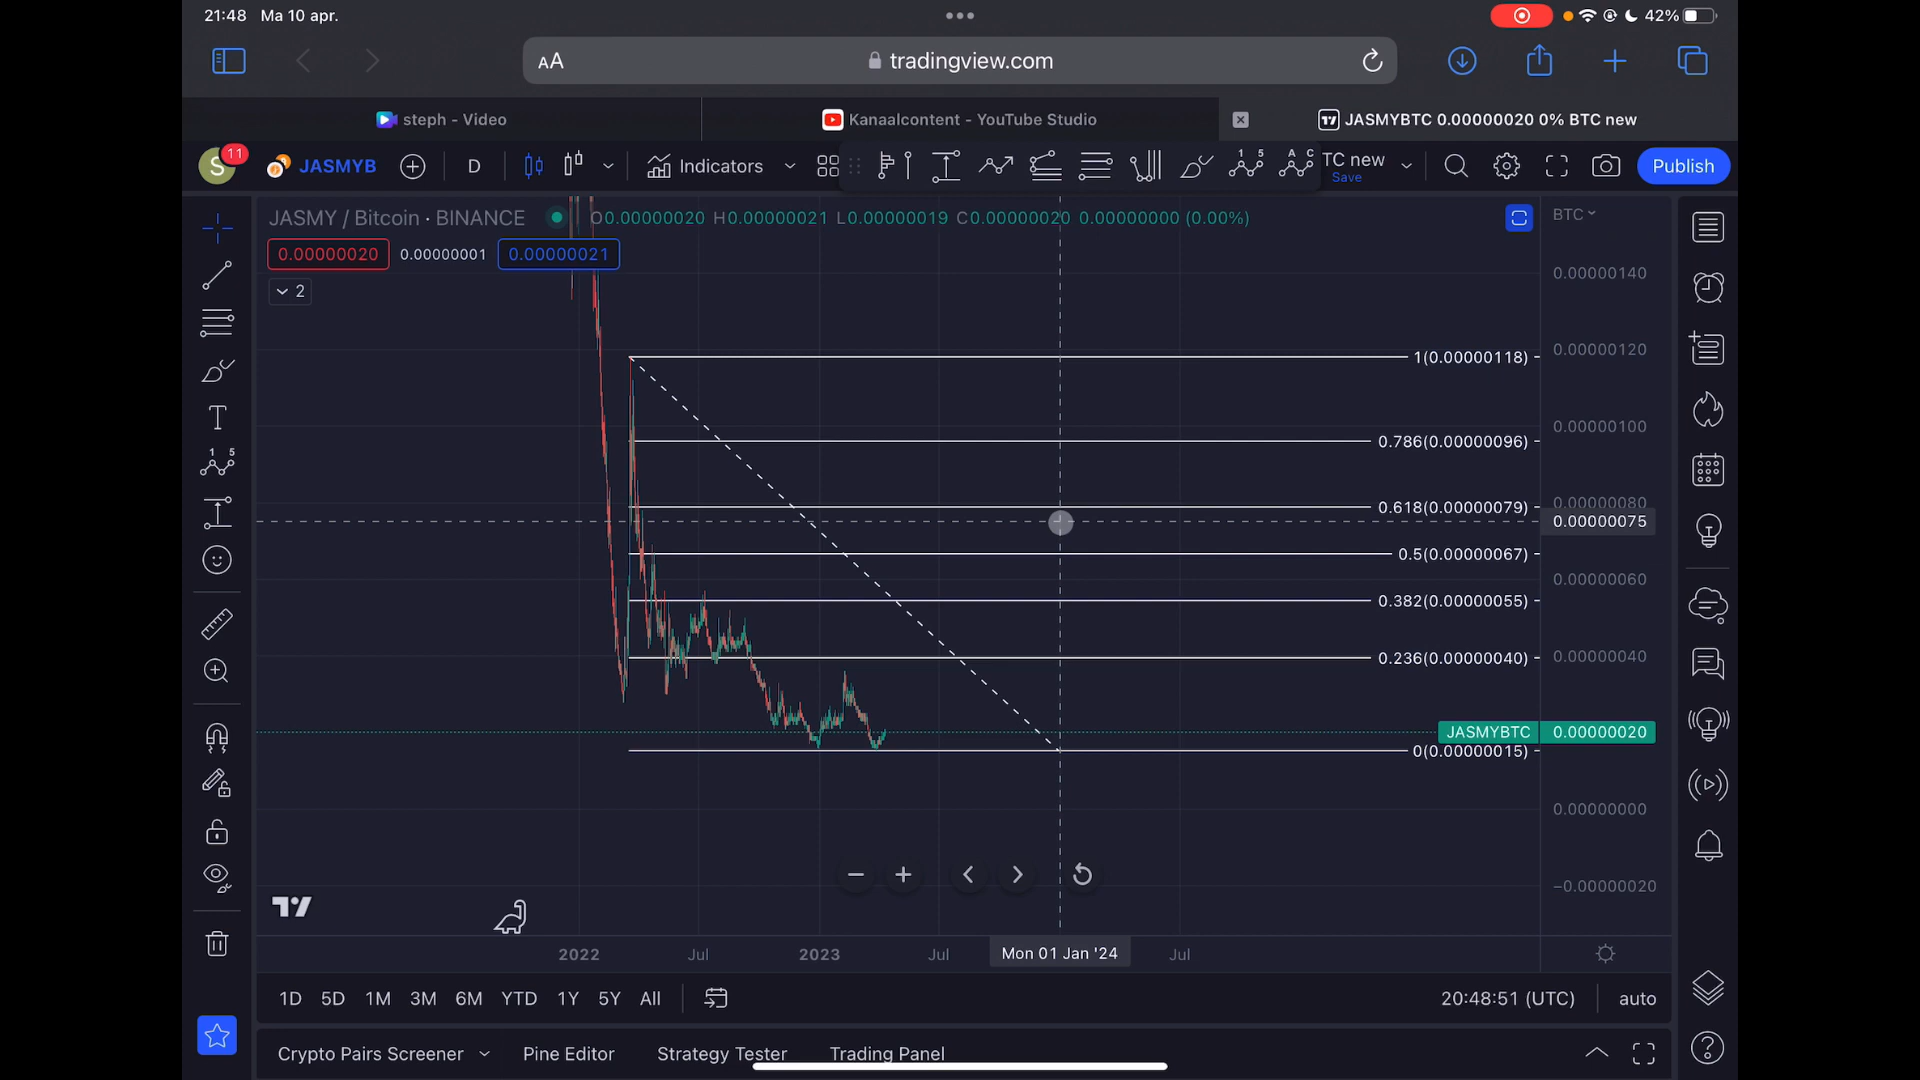 21:48 Ma 10 apr.
42%
AA tradingview.com
steph - Video
Kanaalcontent - YouTube Studio
JASMYBTC 0.00000020 0% BTC new
S 11 JASMYB D Indicators TC new Save Publish
JASMY / Bitcoin · BINANCE O0.00000020 H0.00000021 L0.00000019 C0.00000020 0.00000000 (0.00%)
BTC
0.00000020 0.00000001 0.00000021
2
0.00000140
0.00000120
0.00000100
0.00000080
0.00000075
0.00000060
0.00000040
0.00000020
0.00000000
−0.00000020
1(0.00000118)
0.786(0.00000096)
0.618(0.00000079)
0.5(0.00000067)
0.382(0.00000055)
0.236(0.00000040)
JASMYBTC
0(0.00000015)
2022 Jul 2023 Jul Mon 01 Jan '24 Jul
1D 5D 1M 3M 6M YTD 1Y 5Y All
20:48:51 (UTC) auto
Crypto Pairs Screener Pine Editor Strategy Tester Trading Panel